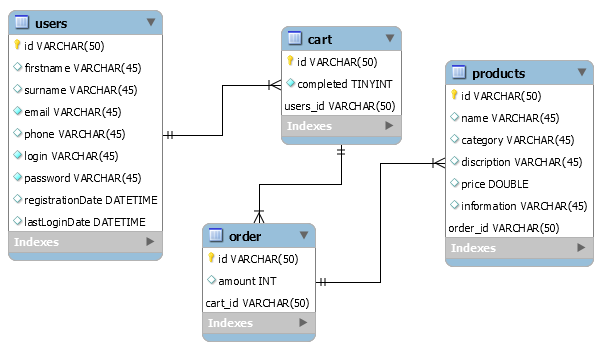 users
id VARCHAR(50)
firstname VARCHAR(45)
surname VARCHAR(45)
email VARCHAR(45)
phone VARCHAR(45)
login VARCHAR(45)
password VARCHAR(45)
registrationDate DATETIME
lastLoginDate DATETIME
Indexes
cart
id VARCHAR(50)
completed TINYINT
users_id VARCHAR(50)
Indexes
products
id VARCHAR(50)
name VARCHAR(45)
category VARCHAR(45)
discription VARCHAR(45)
price DOUBLE
information VARCHAR(45)
order_id VARCHAR(50)
Indexes
order
id VARCHAR(50)
amount INT
cart_id VARCHAR(50)
Indexes